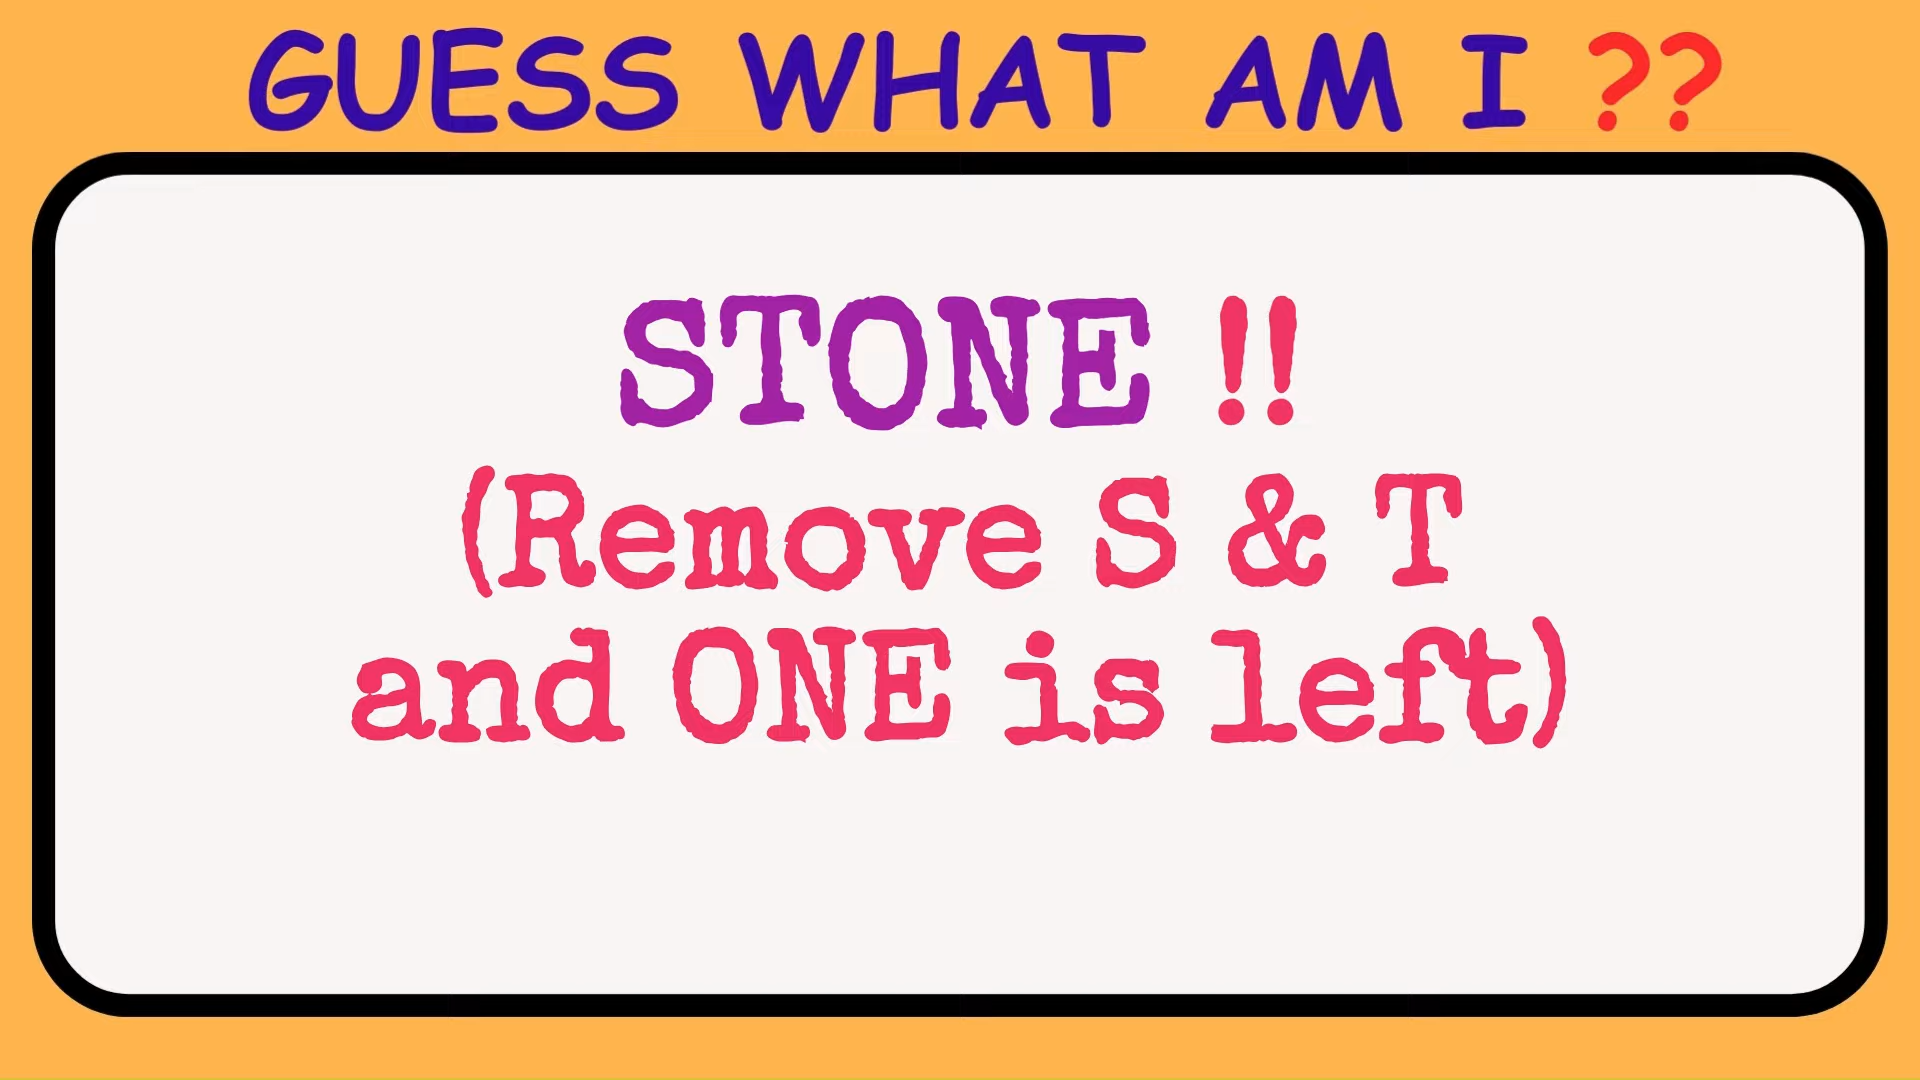 GUESS WHAT AM I ??
STONE !!
(Remove S & T
and ONE is left)